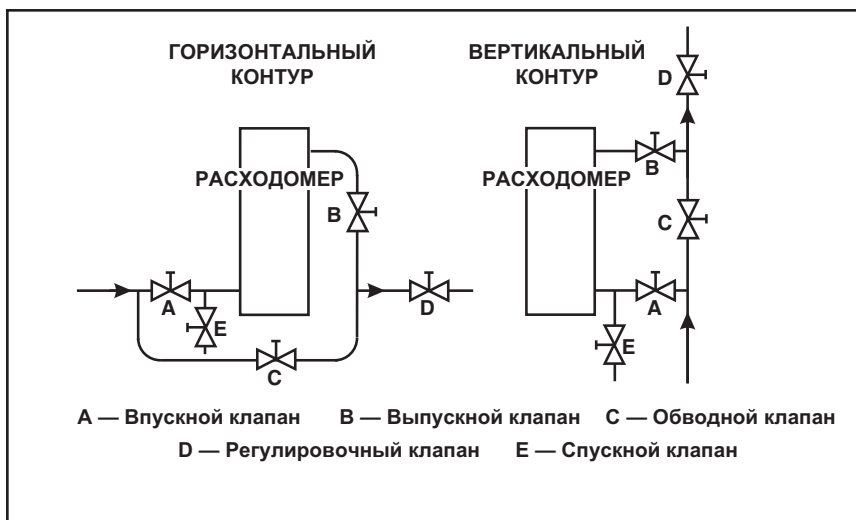 ГОРИЗОНТАЛЬНЫЙ
КОНТУР
РАСХОДОМЕР
B
A
E
D
C
ВЕРТИКАЛЬНЫЙ
КОНТУР
D
B
РАСХОДОМЕР
C
A
E
A — Впускной клапан B — Выпускной клапан C — Обводной клапан
D — Регулировочный клапан E — Спускной клапан